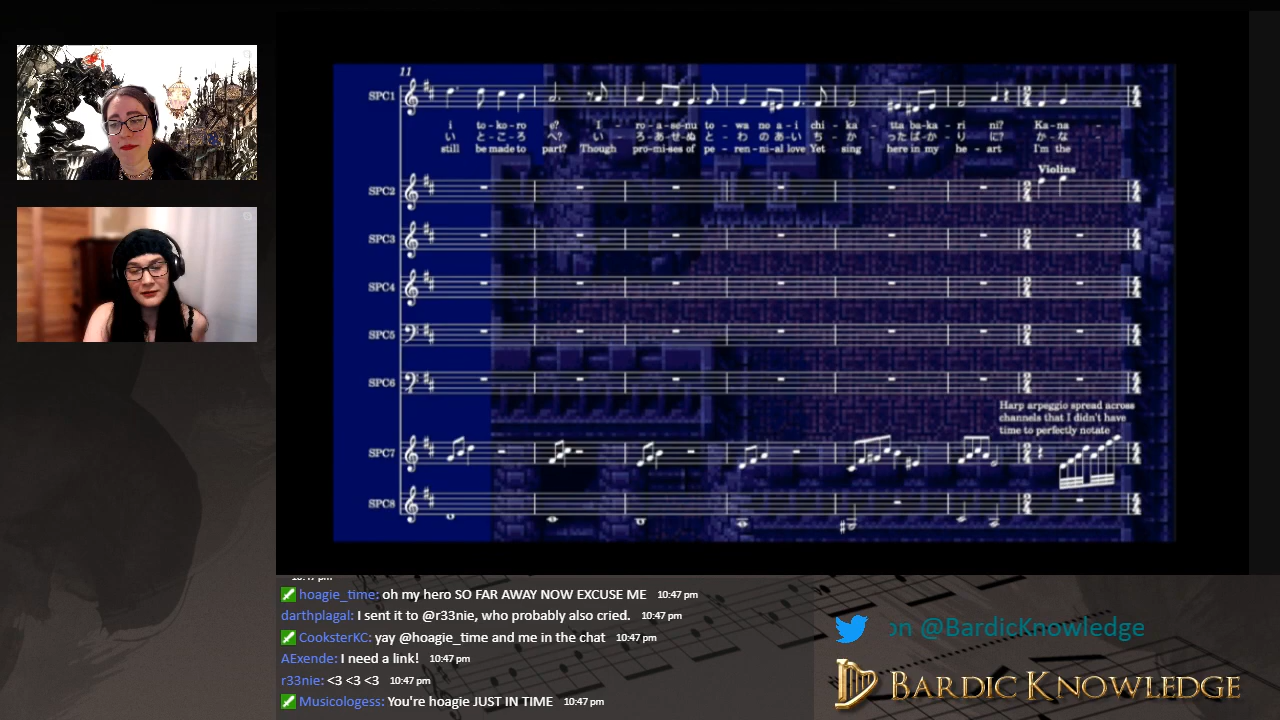 11
SPC1
i to - ko - ro e? I - ro - a - se - nu to - wa no a - i chi - ka - tta ba - ka - ri ni? Ka - na -
い と - こ - ろ へ? い - ろ - あ - せ - ぬ と - わ の あ - い ち - か - った ば - か - り に? か - な -
still be made to part? Though pro - mi - ses of pe - ren - ni - al love Yet sing here in my he - art I'm the
Violins
SPC2
SPC3
SPC4
SPC5
SPC6
Harp arpeggio spread across
channels that I didn't have
time to perfectly notate
SPC7
SPC8
hoagie_time: oh my hero SO FAR AWAY NOW EXCUSE ME 10:47 pm
darthplagal: I sent it to @r33nie, who probably also cried. 10:47 pm
CooksterKC: yay @hoagie_time and me in the chat 10:47 pm
AExende: I need a link! 10:47 pm
r33nie: <3 <3 <3 10:47 pm
Musicologess: You're hoagie JUST IN TIME 10:47 pm
on @BardicKnowledge
BARDIC KNOWLEDGE